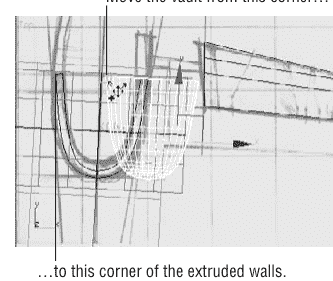 Move the vault from this corner…
…to this corner of the extruded walls.